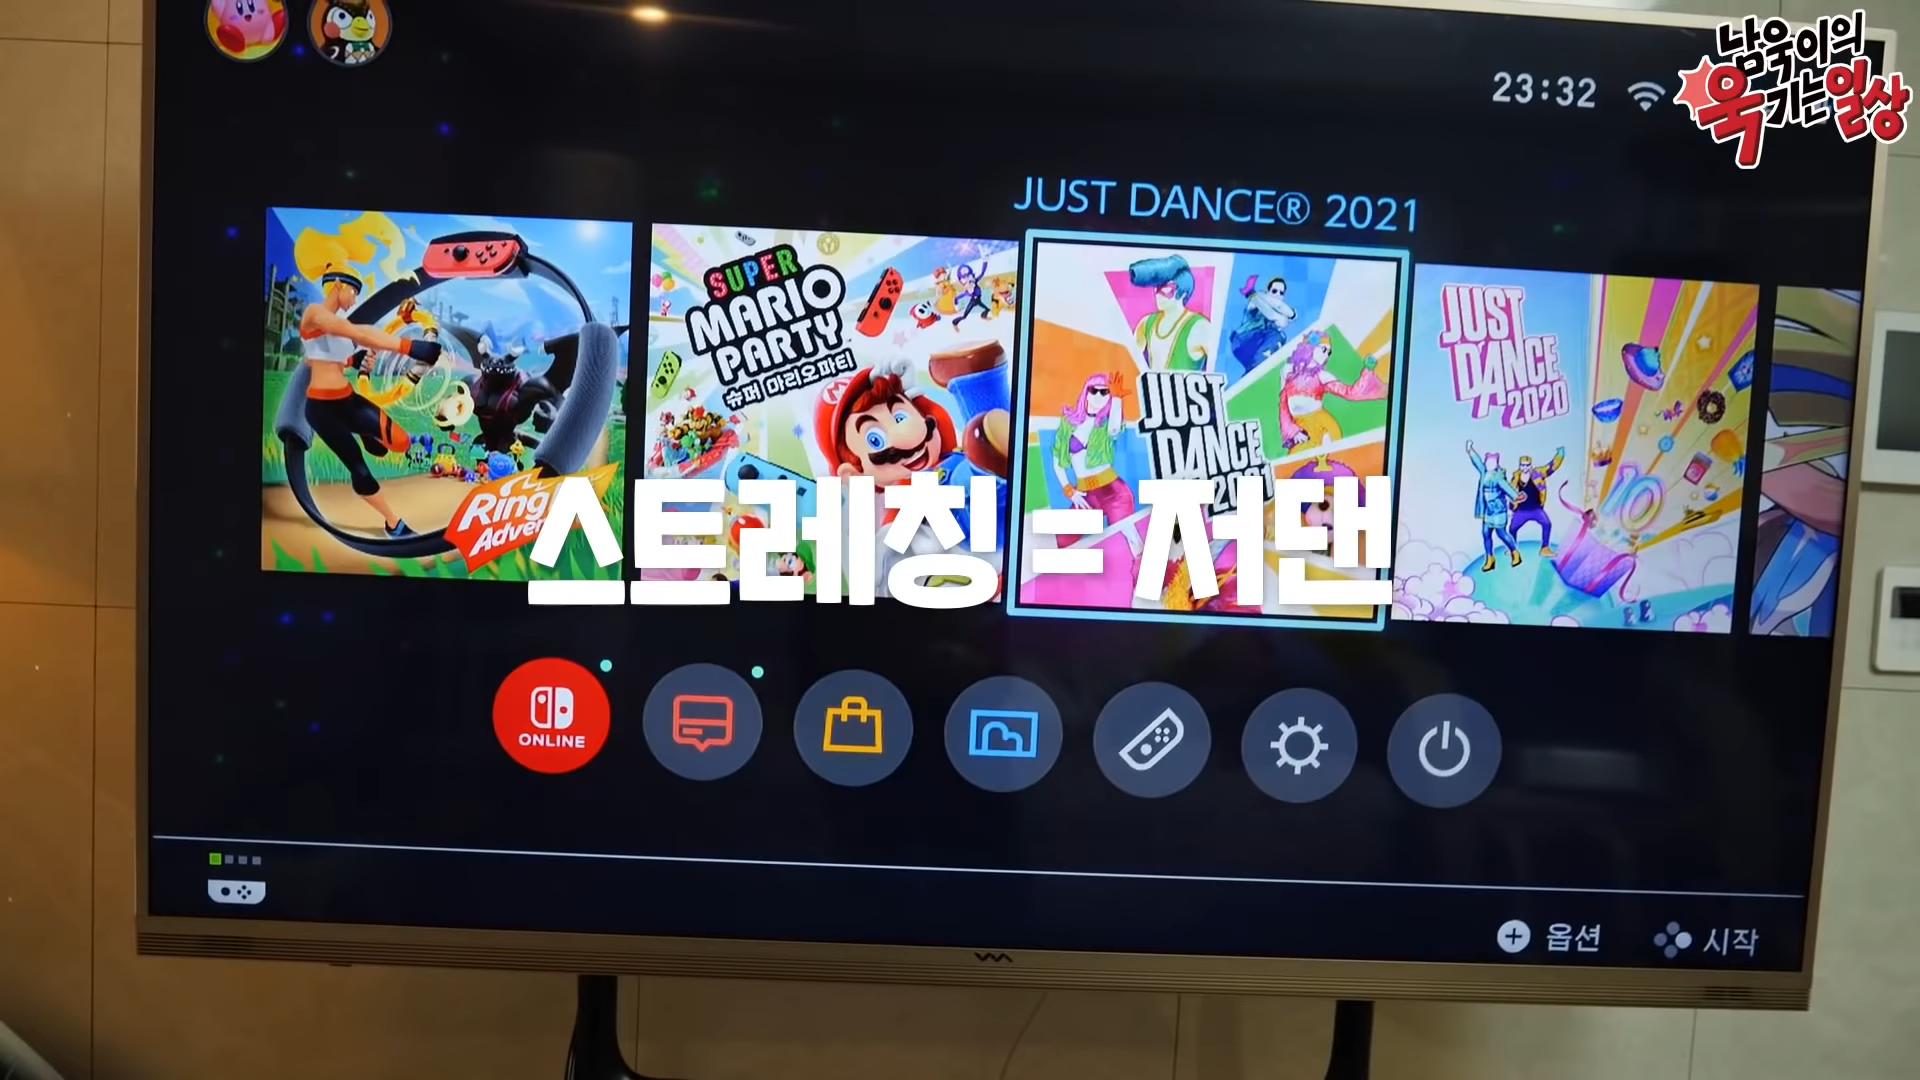 남욱이의
욱기는일상
23:32
JUST DANCE® 2021
SUPER
MARIO
PARTY
슈퍼 마리오파티
JUST
DANCE
2021
JUST
DANCE
2020
10
Ring
스트레칭 = 저댄
ONLINE
옵션
시작